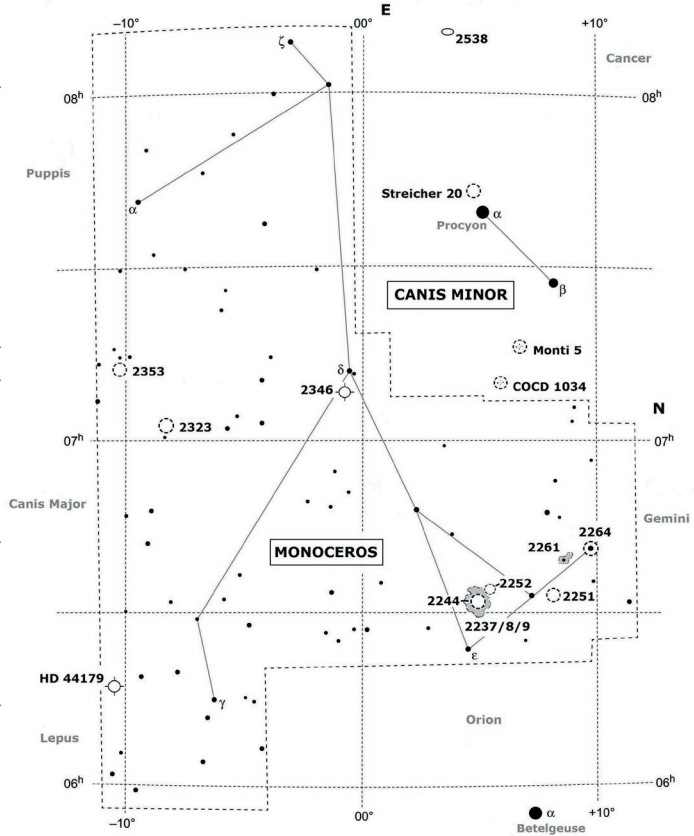 E
–10°
00°
+10°
ζ
2538
Cancer
08ʰ
08ʰ
Puppis
Streicher 20
α
α
Procyon
CANIS MINOR
β
2353
δ
Monti 5
2346
COCD 1034
N
2323
07ʰ
07ʰ
Canis Major
Gemini
2264
2261
MONOCEROS
2252
2244
2251
2237/8/9
ε
HD 44179
γ
Orion
Lepus
06ʰ
06ʰ
–10°
00°
+10°
α
Betelgeuse